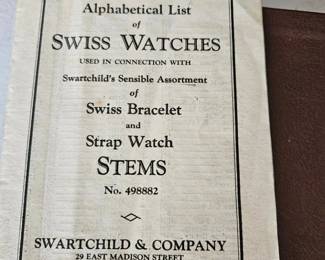 Alphabetical List
of
SWISS WATCHES
USED IN CONNECTION WITH
Swartchild's Sensible Assortment
of
Swiss Bracelet
and
Strap Watch
STEMS
No. 498882
SWARTCHILD & COMPANY
29 EAST MADISON STREET